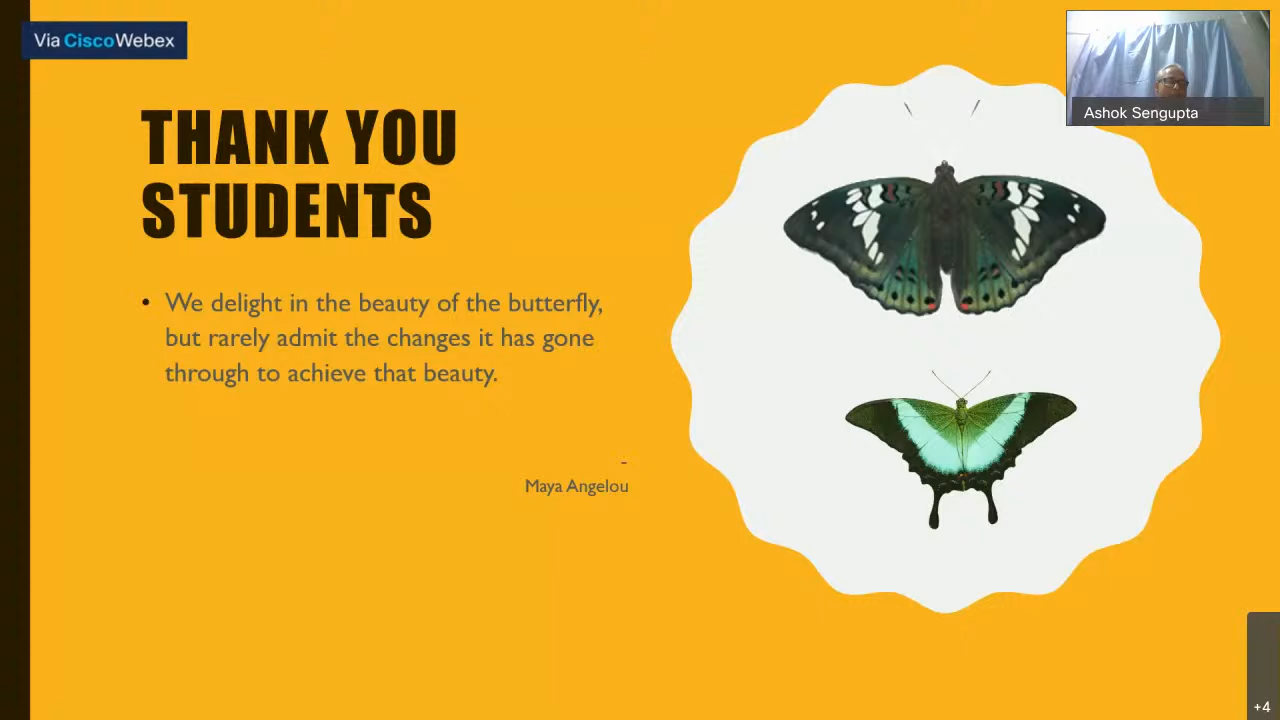 Via CiscoWebex
THANK YOU
STUDENTS
• We delight in the beauty of the butterfly,
but rarely admit the changes it has gone
through to achieve that beauty.
-
Maya Angelou
Ashok Sengupta
+4